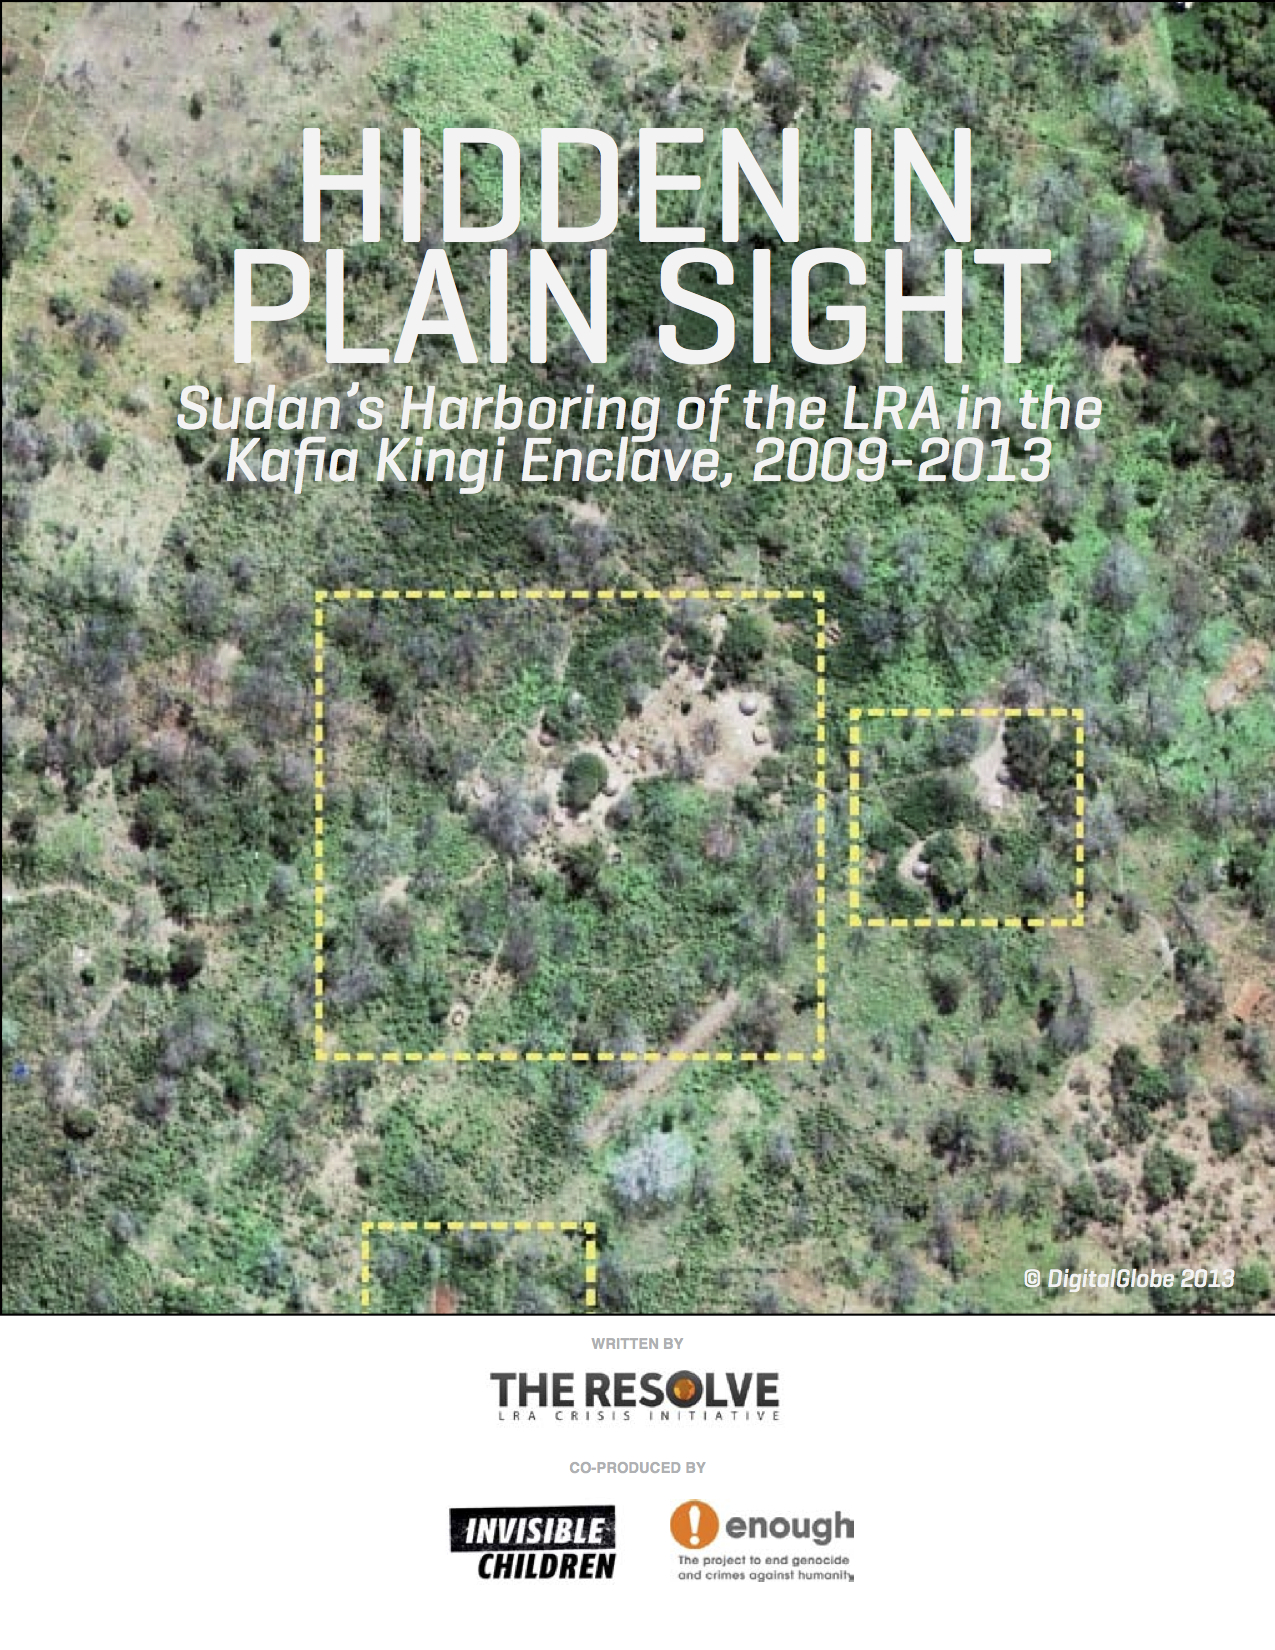 HIDDEN IN
PLAIN SIGHT
Sudan's Harboring of the LRA in the
Kafia Kingi Enclave, 2009-2013
© DigitalGlobe 2013
WRITTEN BY
THE RESOLVE
LRA CRISIS INITIATIVE
CO-PRODUCED BY
INVISIBLE
CHILDREN
enough
The project to end genocide
and crimes against humanity